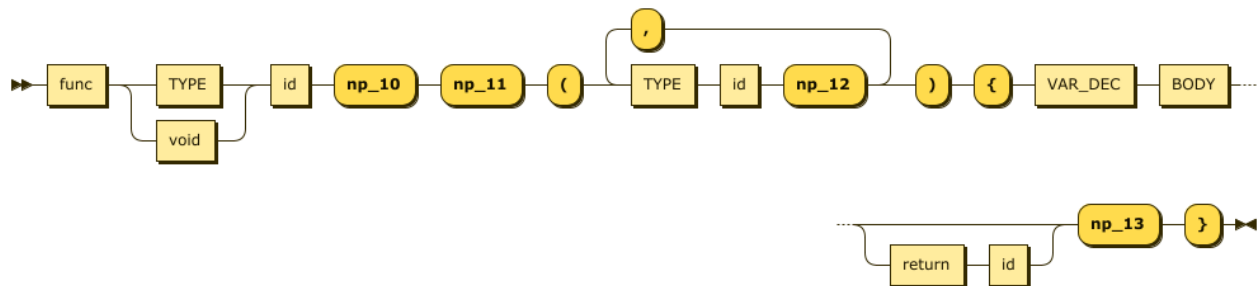 ,
func TYPE id np_10 np_11 ( TYPE id np_12 ) { VAR_DEC BODY
void
np_13 }
return id